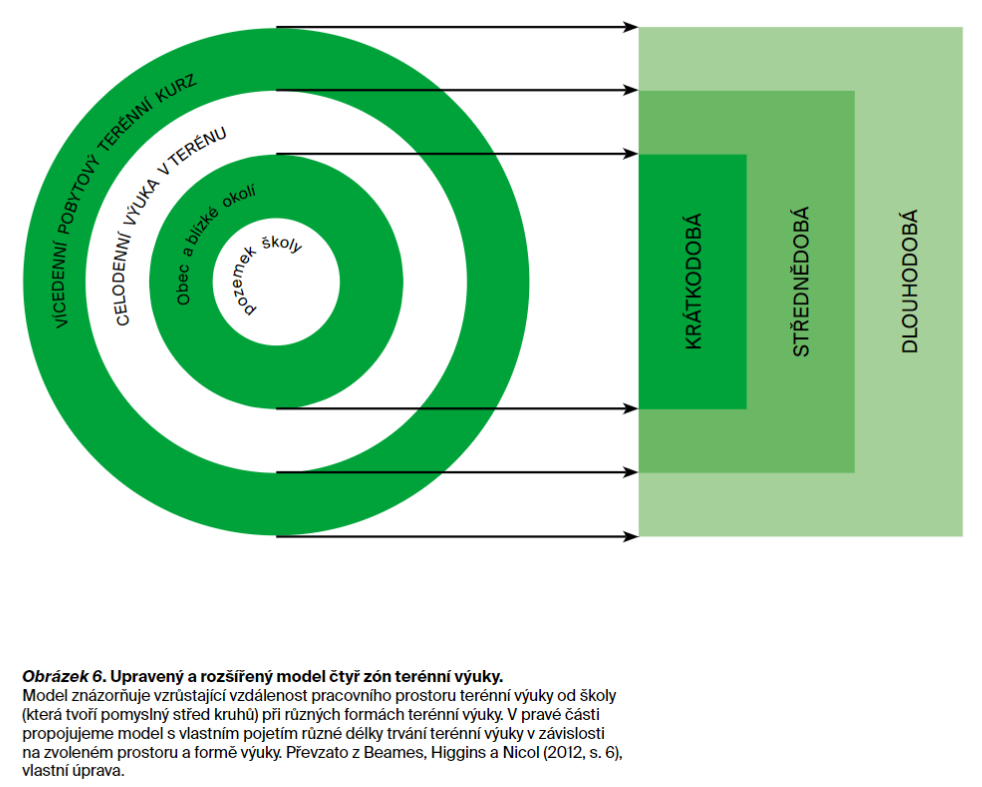 VÍCEDENNÍ POBYTOVÝ TERÉNNÍ KURZ
CELODENNÍ VÝUKA V TERÉNU
Obec a blízké okolí
pozemek školy
KRÁTKODOBÁ
STŘEDNĚDOBÁ
DLOUHODOBÁ
Obrázek 6. Upravený a rozšířený model čtyř zón terénní výuky.
Model znázorňuje vzrůstající vzdálenost pracovního prostoru terénní výuky od školy
(která tvoří pomyslný střed kruhů) při různých formách terénní výuky. V pravé části
propojujeme model s vlastním pojetím různé délky trvání terénní výuky v závislosti
na zvoleném prostoru a formě výuky. Převzato z Beames, Higgins a Nicol (2012, s. 6),
vlastní úprava.